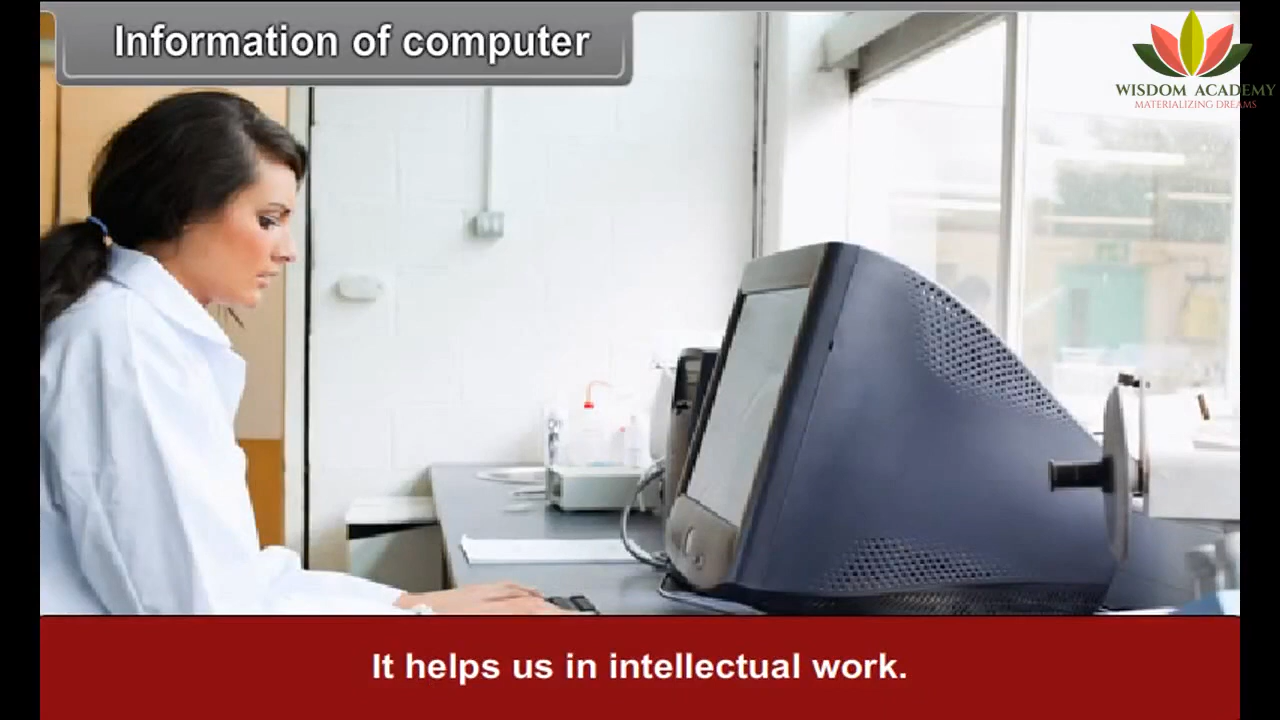 Information of computer
WISDOM ACADEMY
MATERIALIZING DREAMS
It helps us in intellectual work.